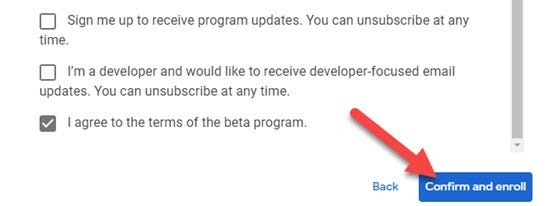 Sign me up to receive program updates. You can unsubscribe at any
time.
I'm a developer and would like to receive developer-focused email
updates. You can unsubscribe at any time.
I agree to the terms of the beta program.
Back
Confirm and enroll